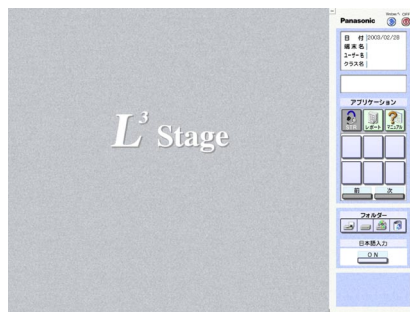 L³ Stage
Panasonic
日 付 2003/02/28
端末名
ユーザー名
クラス名
アプリケーション
レポート
マニュアル
前 次
フォルダー
日本語入力
ON